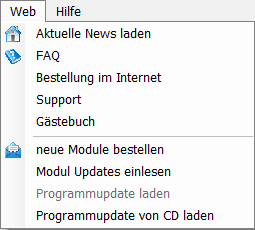 Web Hilfe
Aktuelle News laden
FAQ
Bestellung im Internet
Support
Gästebuch
neue Module bestellen
Modul Updates einlesen
Programmupdate laden
Programmupdate von CD laden